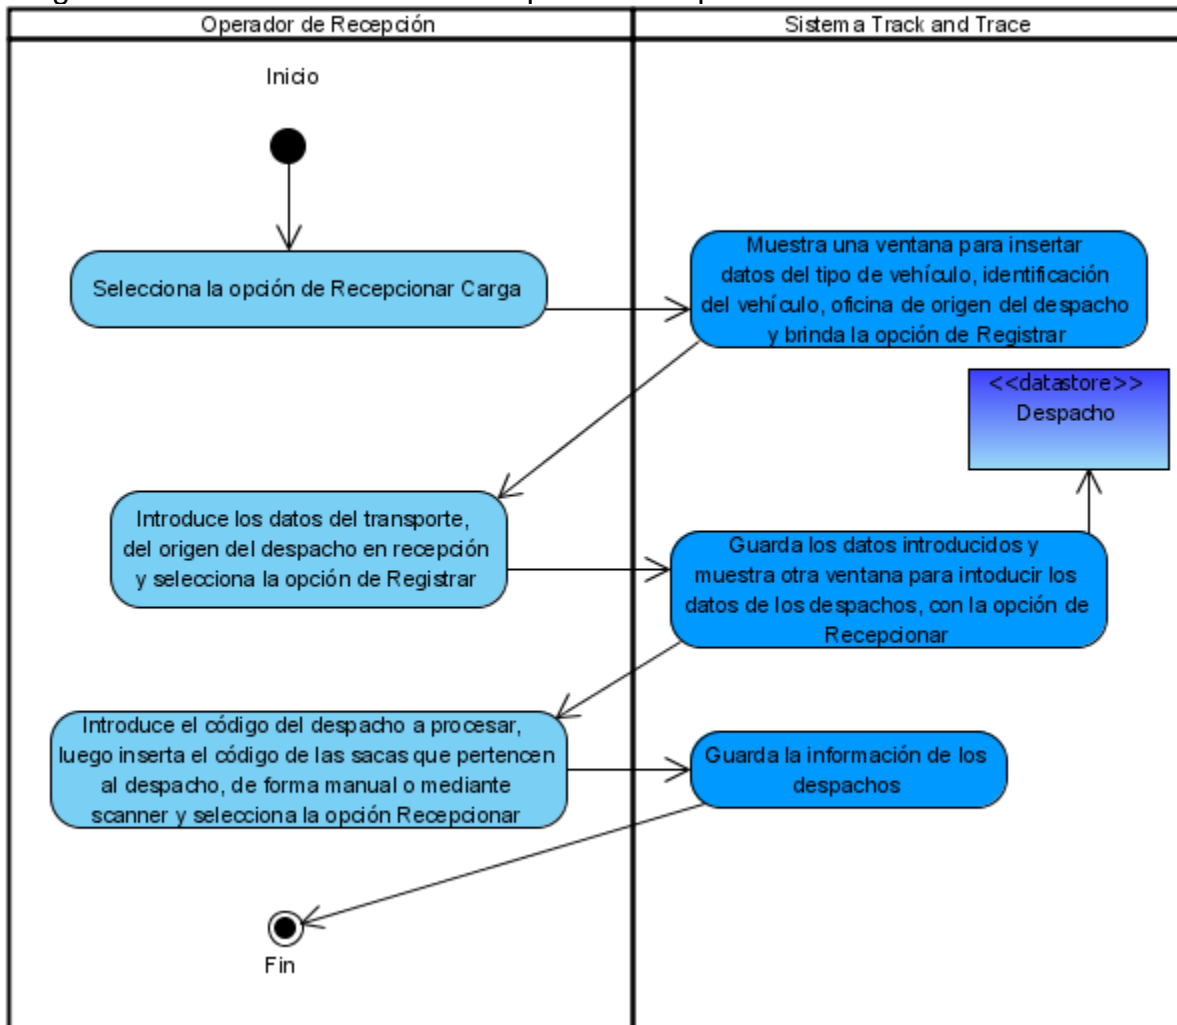 Operador de Recepción
Sistema Track and Trace
Inicio
Selecciona la opción de Recepcionar Carga
Muestra una ventana para insertar
datos del tipo de vehículo, identificación
del vehículo, oficina de origen del despacho
y brinda la opción de Registrar
<<datastore>>
Despacho
Introduce los datos del transporte,
del origen del despacho en recepción
y selecciona la opción de Registrar
Guarda los datos introducidos y
muestra otra ventana para intoducir los
datos de los despachos, con la opción de
Recepcionar
Introduce el código del despacho a procesar,
luego inserta el código de las sacas que pertencen
al despacho, de forma manual o mediante
scanner y selecciona la opción Recepcionar
Guarda la información de los
despachos
Fin